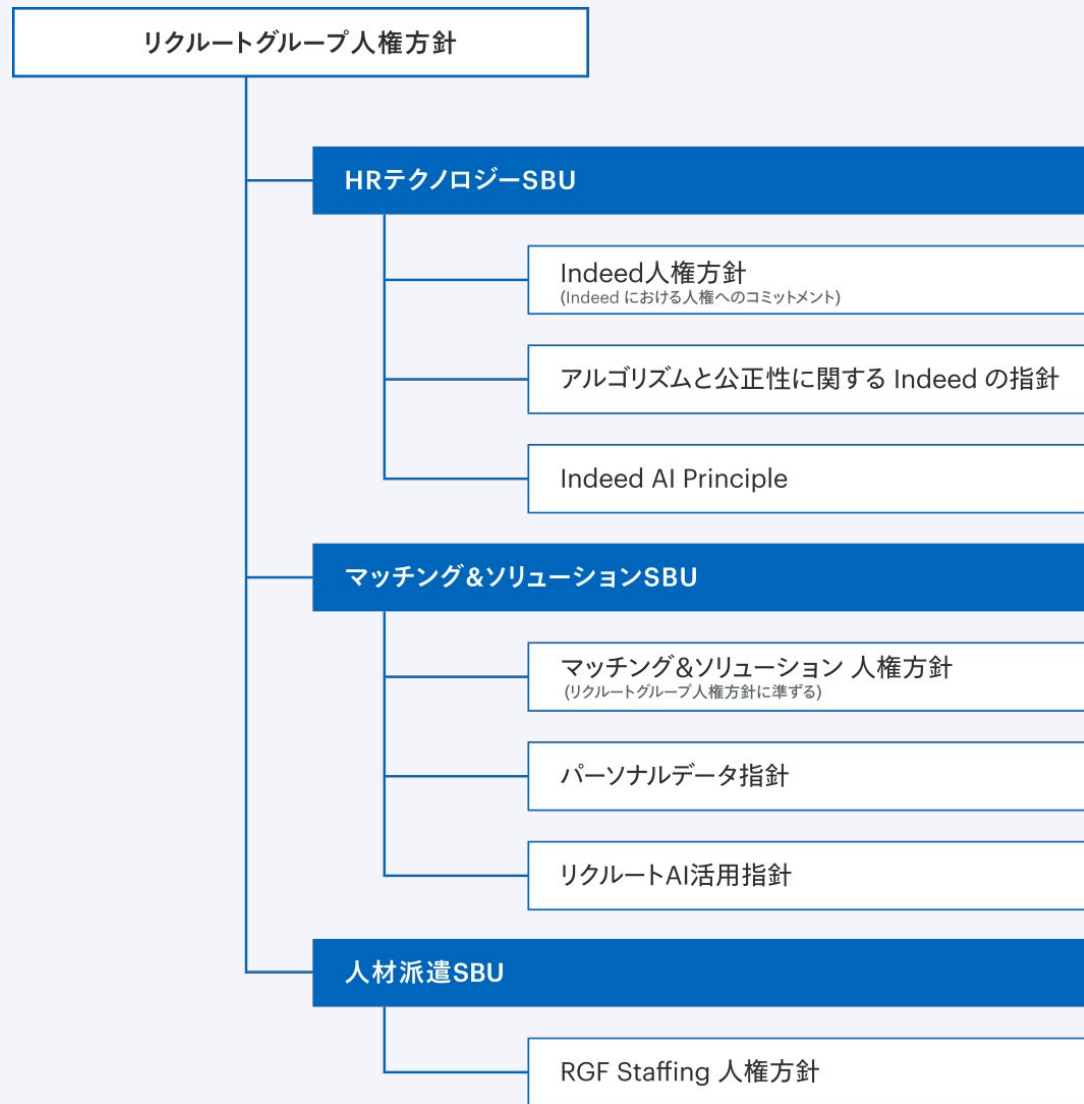 リクルートグループ人権方針
HRテクノロジーSBU
Indeed人権方針
(Indeed における人権へのコミットメント)
アルゴリズムと公正性に関する Indeed の指針
Indeed AI Principle
マッチング&ソリューションSBU
マッチング&ソリューション 人権方針
(リクルートグループ人権方針に準ずる)
パーソナルデータ指針
リクルートAI活用指針
人材派遣SBU
RGF Staffing 人権方針